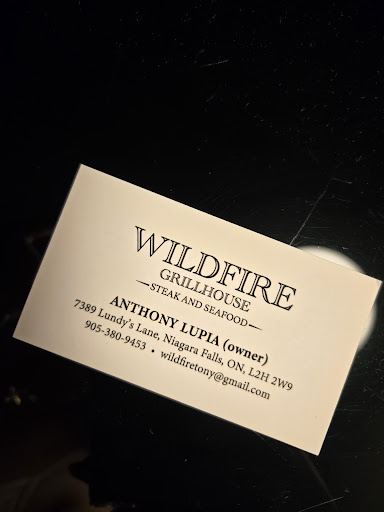 WILDFIRE
GRILLHOUSE
STEAK AND SEAFOOD
ANTHONY LUPIA (owner)
7389 Lundy's Lane, Niagara Falls, ON, L2H 2W9
905-380-9453 • wildfiretony@gmail.com